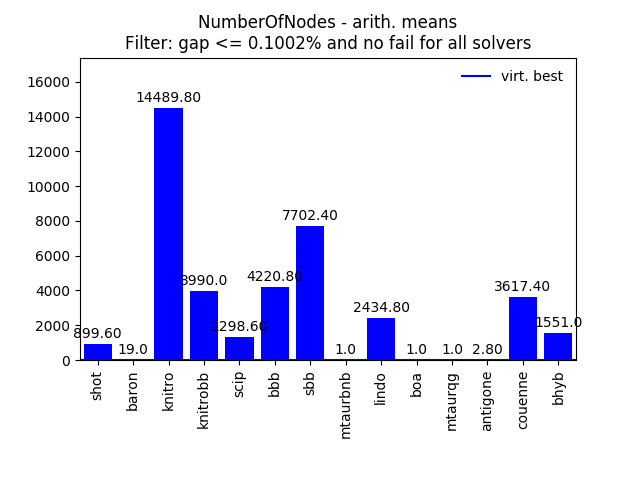 NumberOfNodes - arith. means
Filter: gap <= 0.1002% and no fail for all solvers
virt. best
16000
14000
12000
10000
8000
6000
4000
2000
0
899.60
19.0
14489.80
3990.0
1298.60
4220.80
7702.40
1.0
2434.80
1.0
1.0
2.80
3617.40
1551.0
shot
baron
knitro
knitrobb
scip
bbb
sbb
mtaurbnb
lindo
boa
mtaurqg
antigone
couenne
bhyb